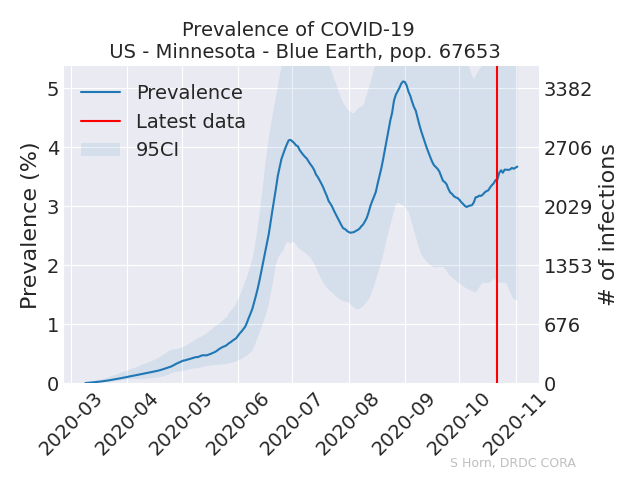 Prevalence of COVID-19
US - Minnesota - Blue Earth, pop. 67653
Prevalence
Latest data
95CI
Prevalence (%)
5
4
3
2
1
0
3382
2706
2029
1353
676
0
# of infections
2020-03
2020-04
2020-05
2020-06
2020-07
2020-08
2020-09
2020-10
2020-11
S Horn, DRDC CORA